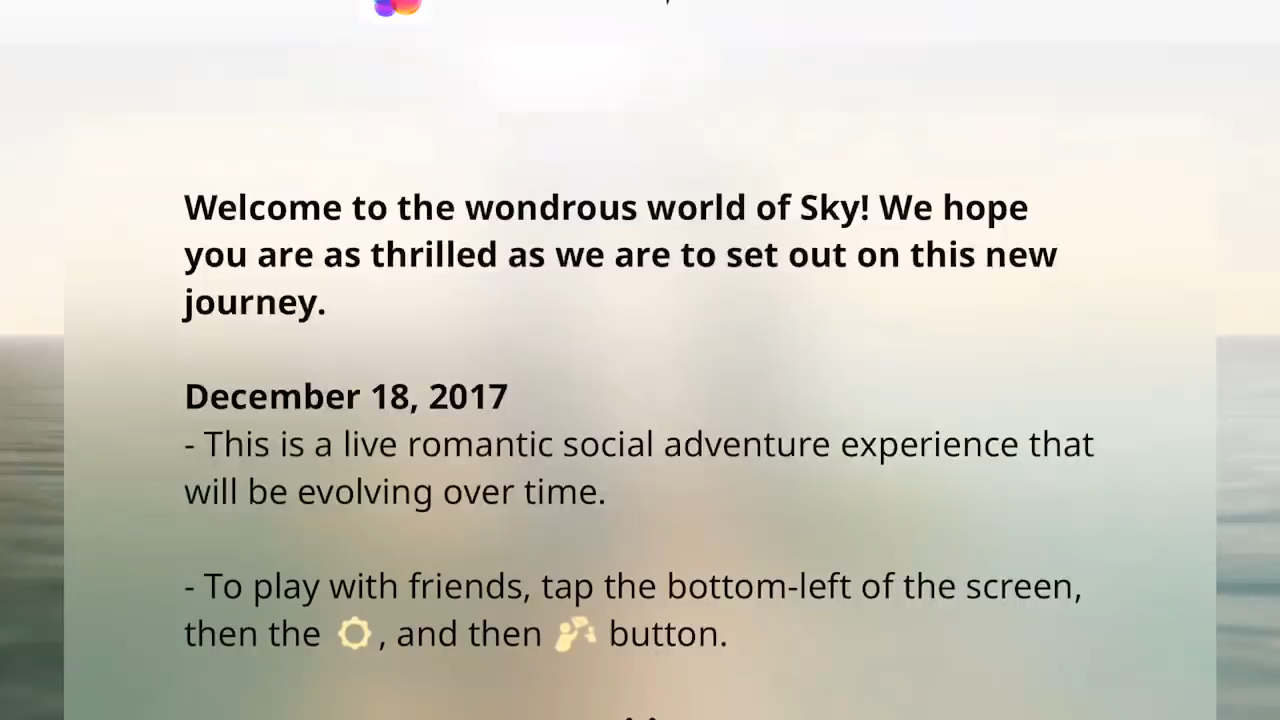 Welcome to the wondrous world of Sky! We hope
you are as thrilled as we are to set out on this new
journey.
December 18, 2017
- This is a live romantic social adventure experience that
will be evolving over time.
- To play with friends, tap the bottom-left of the screen,
then the , and then button.